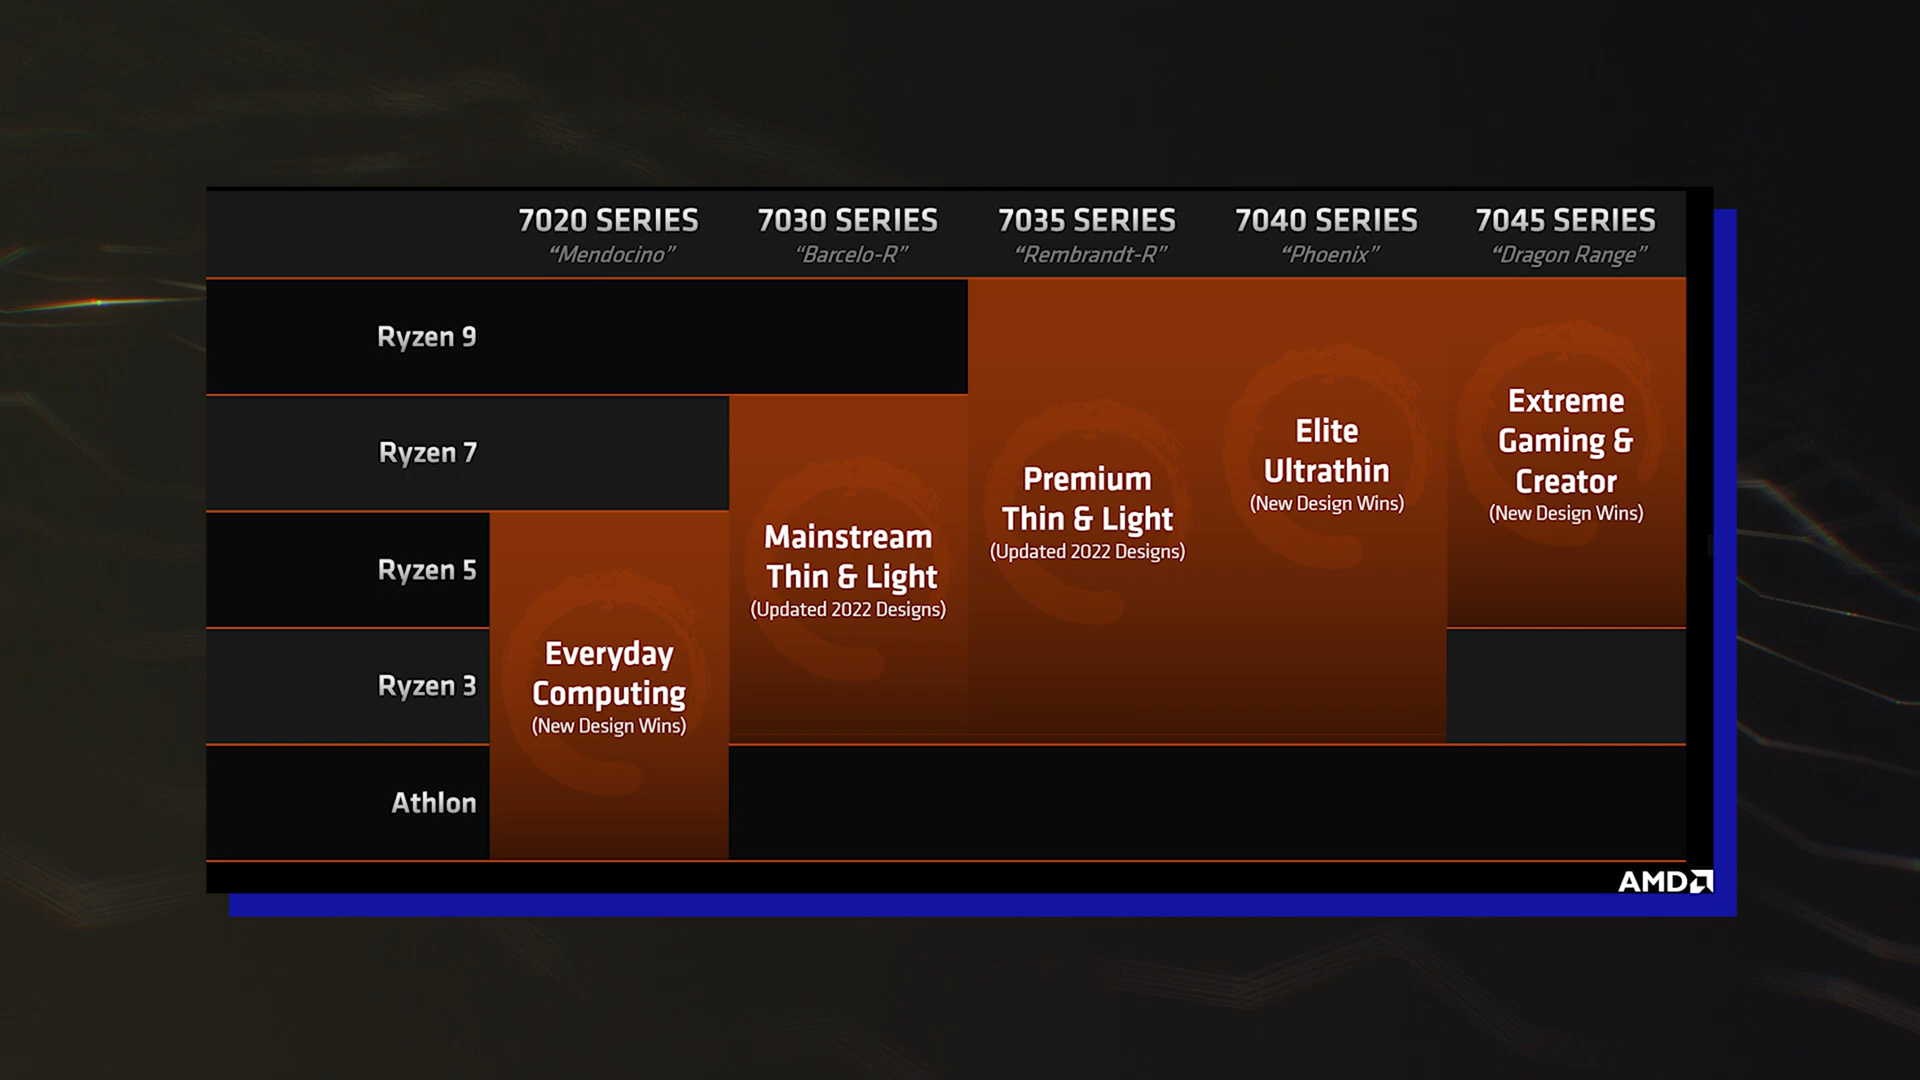 7020 SERIES
"Mendocino"
7030 SERIES
"Barcelo-R"
7035 SERIES
"Rembrandt-R"
7040 SERIES
"Phoenix"
7045 SERIES
"Dragon Range"
Ryzen 9
Ryzen 7
Ryzen 5
Ryzen 3
Athlon
Everyday
Computing
(New Design Wins)
Mainstream
Thin & Light
(Updated 2022 Designs)
Premium
Thin & Light
(Updated 2022 Designs)
Elite
Ultrathin
(New Design Wins)
Extreme
Gaming &
Creator
(New Design Wins)
AMD